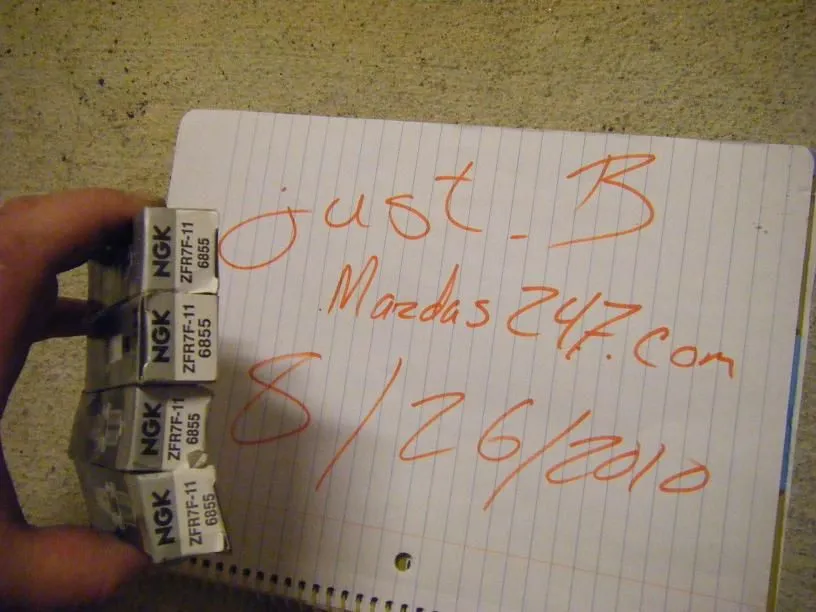 just_B
Mazdas247.com
8/26/2010
NGK
ZFR7F-11
6855
NGK
ZFR7F-11
6855
NGK
ZFR7F-11
6855
NGK
ZFR7F-11
6855